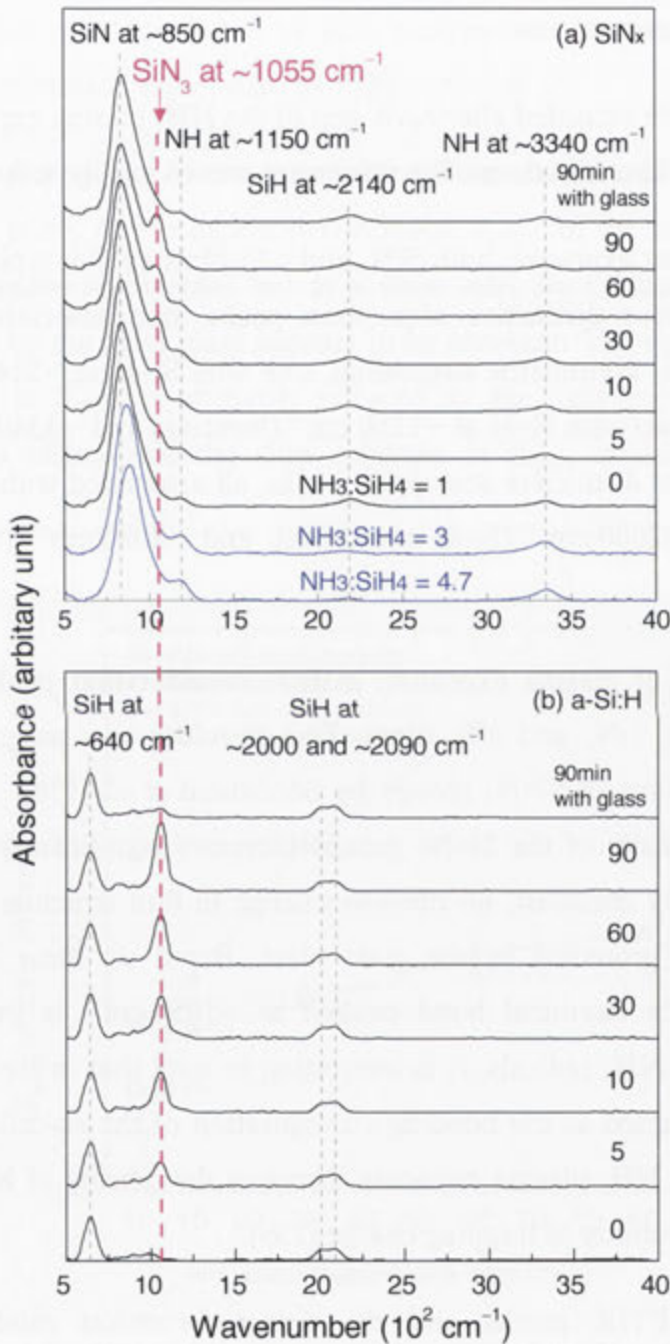 SiN at ~850 cm⁻¹
(a) SiNx
SiN₃ at ~1055 cm⁻¹
NH at ~1150 cm⁻¹
NH at ~3340 cm⁻¹
SiH at ~2140 cm⁻¹
90min
with glass
90
60
30
10
5
NH₃:SiH₄ = 1
0
NH₃:SiH₄ = 3
NH₃:SiH₄ = 4.7
5 10 15 20 25 30 35 40
Absorbance (arbitary unit)
SiH at
~640 cm⁻¹
SiH at
~2000 and ~2090 cm⁻¹
(b) a-Si:H
90min
with glass
90
60
30
10
5
0
5 10 15 20 25 30 35 40
Wavenumber (10² cm⁻¹)